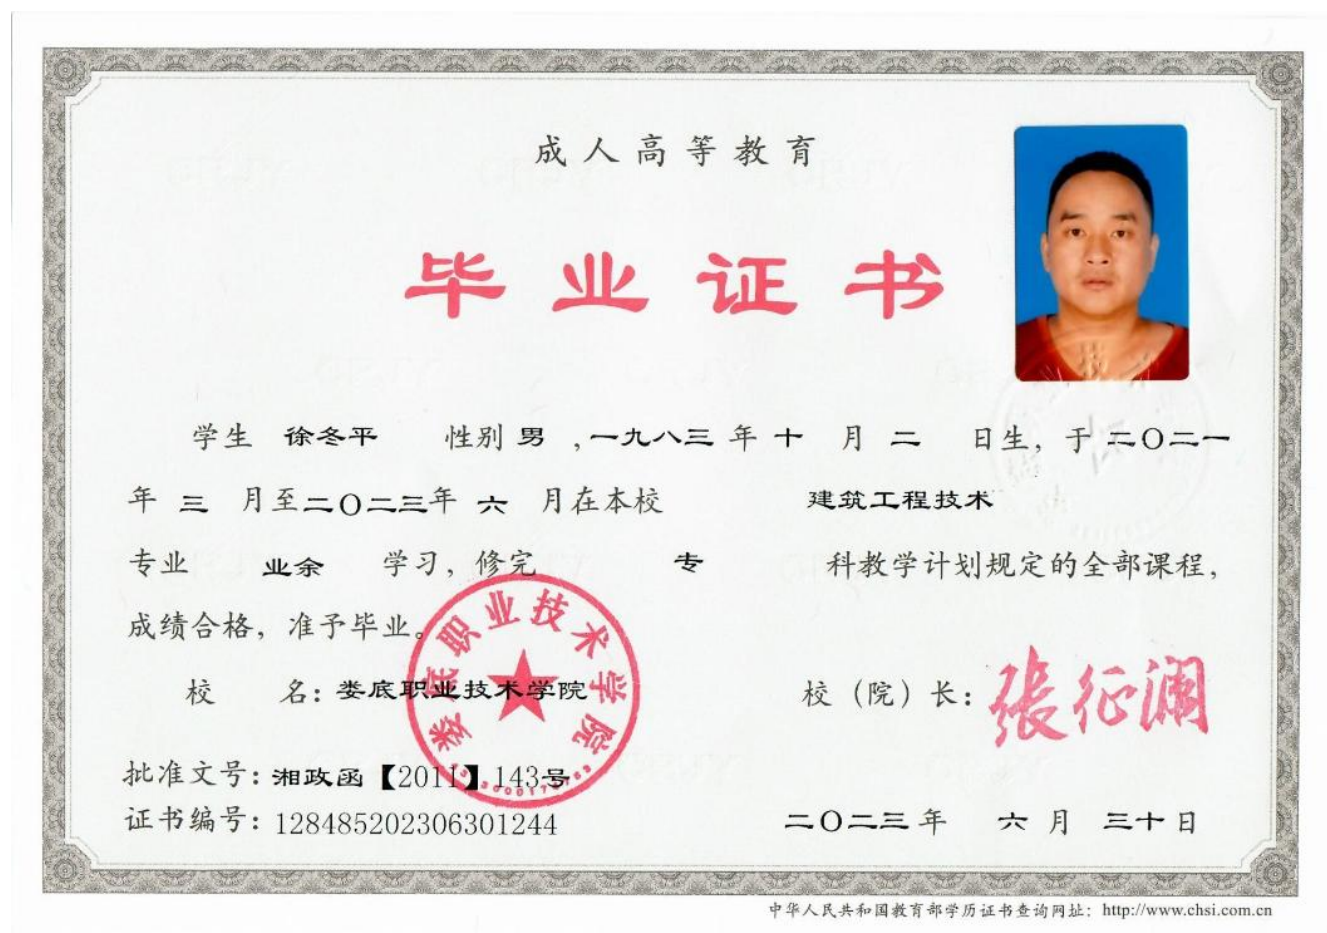 成人高等教育
毕业证书
学生 徐冬平 性别 男 ,一九八三 年 十 月 二 日生, 于 二〇二一
年 三 月至 二〇二三年 六 月在本校 建筑工程技术
专业 业余 学习, 修完 专 科教学计划规定的全部课程,
成绩合格, 准予毕业。
娄底职业技术学院
校 名: 娄底职业技术学院 校 (院) 长: 張征澜
批准文号: 湘政函【2011】143号
证书编号: 128485202306301244 二〇二三年 六 月 三十日
中华人民共和国教育部学历证书查询网址: http://www.chsi.com.cn